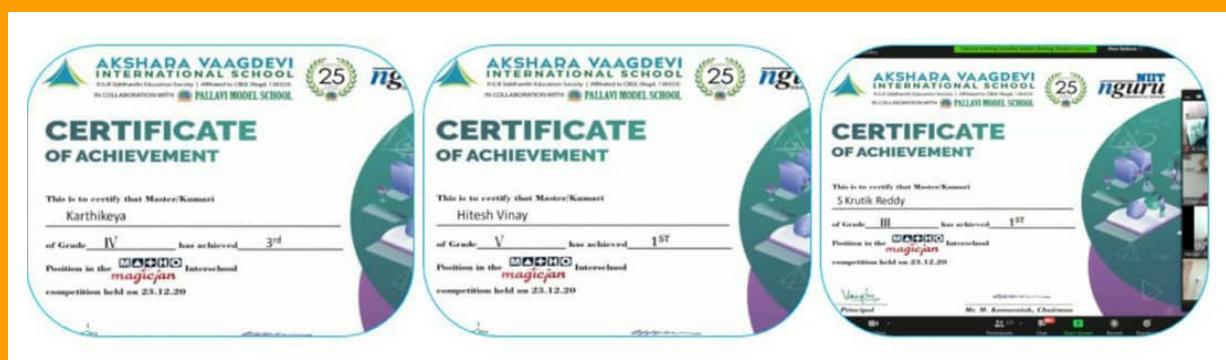 AKSHARA VAAGDEVI
INTERNATIONAL SCHOOL
IN COLLABORATION WITH PALLAVI MODEL SCHOOL
25
ng
CERTIFICATE
OF ACHIEVEMENT
This is to certify that Master/Kumari
Karthikeya
of Grade IV has achieved 3rd
Position in the MATHO magician Interschool
competition held on 23.12.20
AKSHARA VAAGDEVI
INTERNATIONAL SCHOOL
IN COLLABORATION WITH PALLAVI MODEL SCHOOL
25
ng
CERTIFICATE
OF ACHIEVEMENT
This is to certify that Master/Kumari
Hitesh Vinay
of Grade V has achieved 1ST
Position in the MATHO magician Interschool
competition held on 23.12.20
AKSHARA VAAGDEVI
INTERNATIONAL SCHOOL
IN COLLABORATION WITH PALLAVI MODEL SCHOOL
25
NIIT
nguru
CERTIFICATE
OF ACHIEVEMENT
This is to certify that Master/Kumari
S Krutik Reddy
of Grade III has achieved 1ST
Position in the MATHO magician Interschool
competition held on 23.12.20
Principal
Chairman